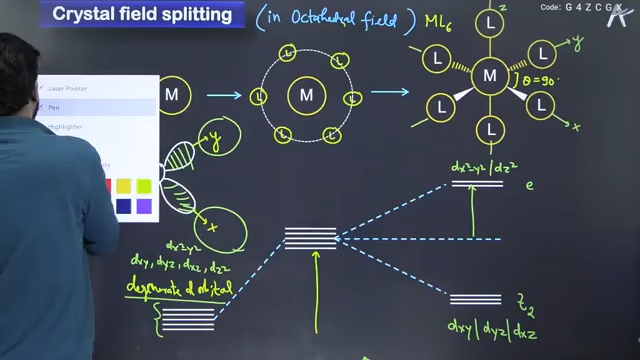 Crystal field splitting (in Octahedral field) ML6
Code: G4ZCGX
Laser Pointer
Pen
Highlighter
M
y
x
L L L L L L M
z
L L L L L L M
y
θ=90°
x
dx²-y²
dxy, dyz, dxz, dz²
degenerate d orbital
dx²-y²/dz²
e
t2
dxy/dyz/dxz